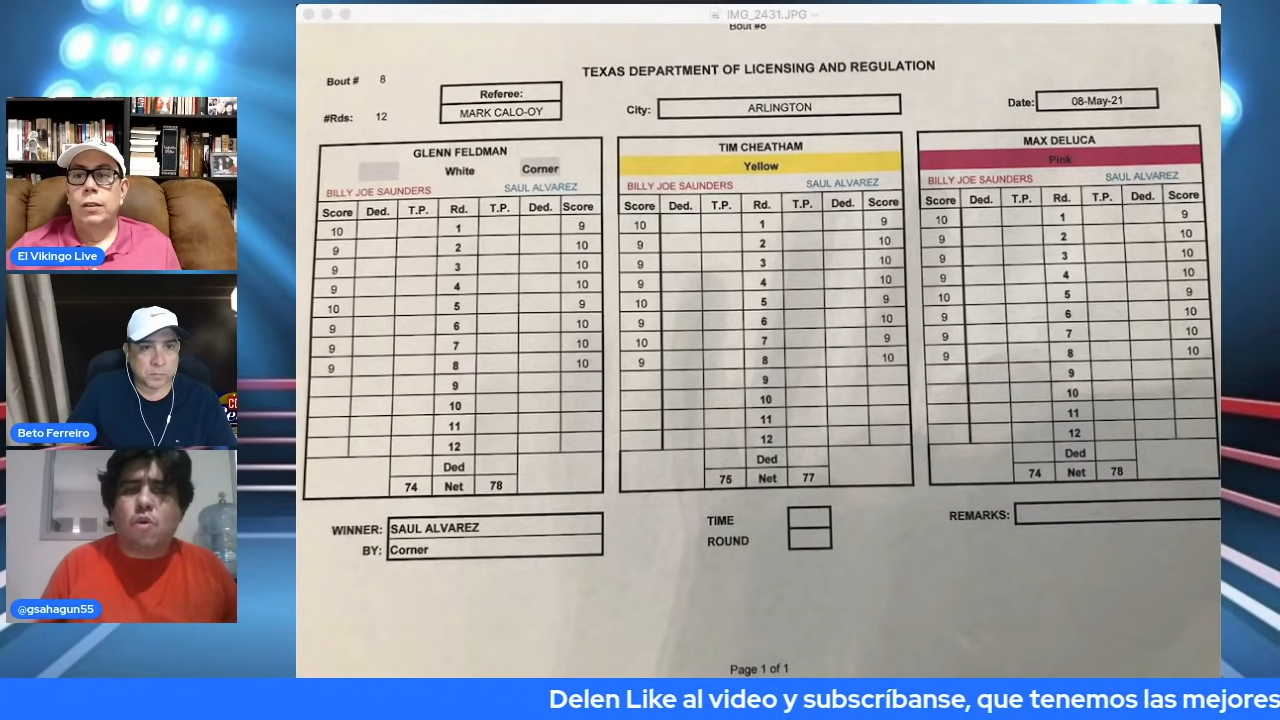 IMG_2431.JPG
Bout #8
TEXAS DEPARTMENT OF LICENSING AND REGULATION
Bout # 8
#Rds: 12
Referee:
MARK CALO-OY
City: ARLINGTON
Date: 08-May-21
GLENN FELDMAN
White Corner
BILLY JOE SAUNDERS SAUL ALVAREZ
Score Ded. T.P. Rd. T.P. Ded. Score
10 1 9
9 2 10
9 3 10
9 4 10
10 5 9
9 6 10
9 7 10
9 8 10
9
10
11
12
Ded
74 Net 78
TIM CHEATHAM
Yellow
BILLY JOE SAUNDERS SAUL ALVAREZ
Score Ded. T.P. Rd. T.P. Ded. Score
10 1 9
9 2 10
9 3 10
9 4 10
10 5 9
9 6 10
10 7 9
9 8 10
9
10
11
12
Ded
75 Net 77
MAX DELUCA
Pink
BILLY JOE SAUNDERS SAUL ALVAREZ
Score Ded. T.P. Rd. T.P. Ded. Score
10 1 9
9 2 10
9 3 10
9 4 10
10 5 9
9 6 10
9 7 10
9 8 10
9
10
11
12
Ded
74 Net 78
WINNER: SAUL ALVAREZ
BY: Corner
TIME
ROUND
REMARKS:
Page 1 of 1
El Vikingo Live
Beto Ferreiro
@gsahagun55
Delen Like al video y subscríbanse, que tenemos las mejores